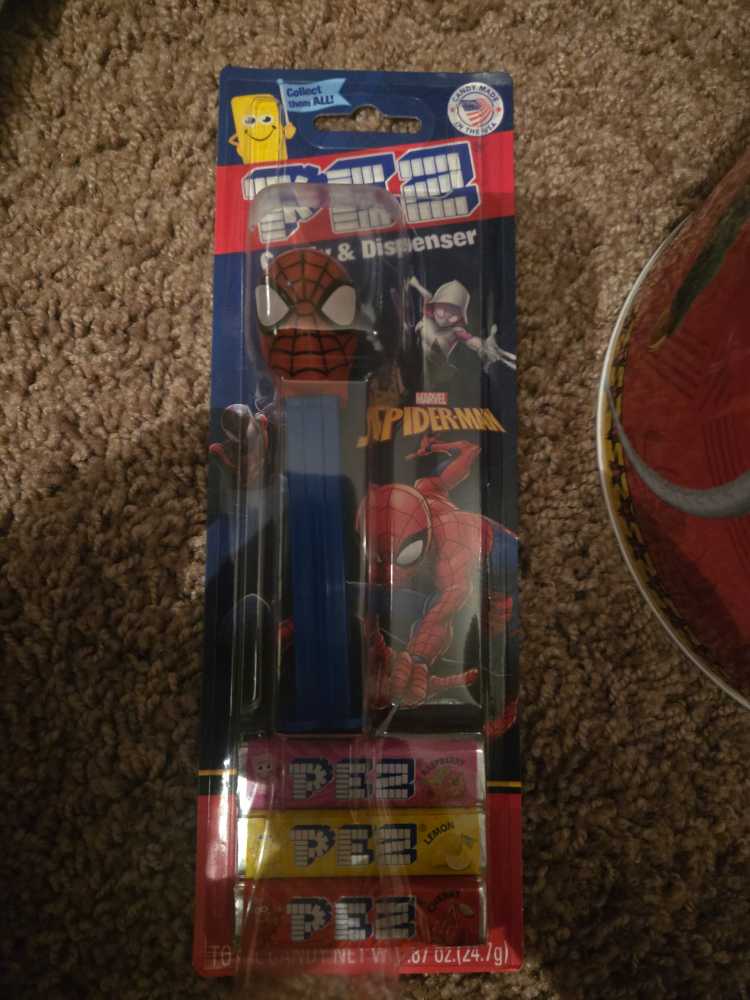 Collect
them ALL!
CANDY MADE
IN THE USA
PEZ
& Dispenser
MARVEL
SPIDER-MAN
PEZ
RASPBERRY
PEZ
LEMON
PEZ
CHERRY
CANDY NET W .87 OZ.(24.7g)